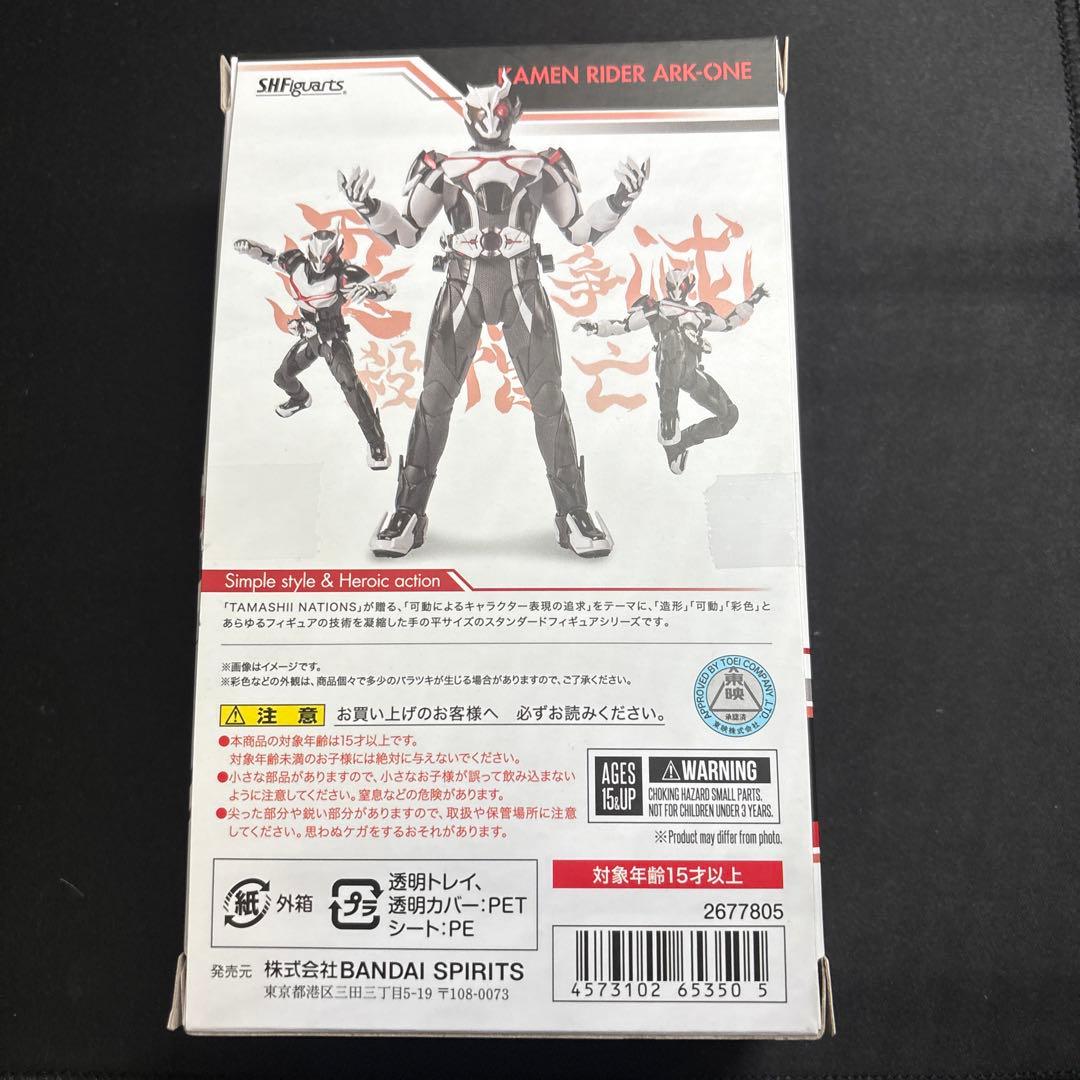 S.H.Figuarts
KAMEN RIDER ARK-ONE
争 滅
殺 亡
Simple style & Heroic action
「TAMASHII NATIONS」が贈る、「可動によるキャラクター表現の追求」をテーマに、「造形」「可動」「彩色」と
あらゆるフィギュアの技術を凝縮した手の平サイズのスタンダードフィギュアシリーズです。
※画像はイメージです。
※彩色などの外観は、商品個々で多少のバラツキが生じる場合がありますので、ご了承ください。
APPROVED BY TOEI COMPANY, LTD.
東映
承認済
東映株式会社
注 意 お買い上げのお客様へ 必ずお読みください。
●本商品の対象年齢は15才以上です。
対象年齢未満のお子様には絶対に与えないでください。
●小さな部品がありますので、小さなお子様が誤って飲み込まない
ように注意してください。窒息などの危険があります。
●尖った部分や鋭い部分がありますので、取扱や保管場所に注意
してください。思わぬケガをするおそれがあります。
AGES
15&UP
WARNING
CHOKING HAZARD SMALL PARTS.
NOT FOR CHILDREN UNDER 3 YEARS.
※Product may differ from photo.
紙 外箱
プラ
透明トレイ、
透明カバー:PET
シート:PE
対象年齢15才以上
2677805
発売元 株式会社BANDAI SPIRITS
東京都港区三田三丁目5-19 〒108-0073
4573102 65350 5